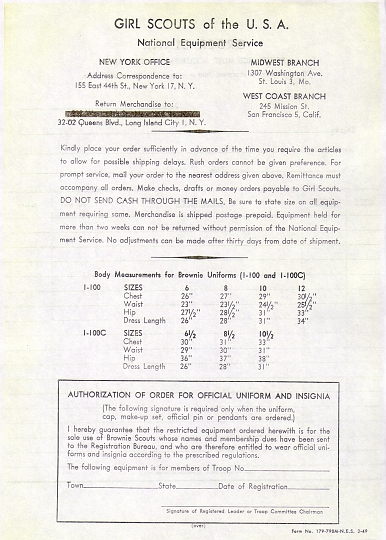 GIRL SCOUTS of the U. S. A.
National Equipment Service
NEW YORK OFFICE
Address Correspondence to:
155 East 44th St., New York 17, N. Y.
Return Merchandise to:
32-02 Queens Blvd., Long Island City 1, N. Y.
MIDWEST BRANCH
1307 Washington Ave.
St. Louis 3, Mo.
WEST COAST BRANCH
245 Mission St.
San Francisco 5, Calif.
Kindly place your order sufficiently in advance of the time you require the articles
to allow for possible shipping delays. Rush orders cannot be given preference. For
prompt service, mail your order to the nearest address given above. Remittance must
accompany all orders. Make checks, drafts or money orders payable to Girl Scouts.
DO NOT SEND CASH THROUGH THE MAILS. Be sure to state size on all equip-
ment requiring same. Merchandise is shipped postage prepaid. Equipment held for
more than two weeks can not be returned without permission of the National Equip-
ment Service. No adjustments can be made after thirty days from date of shipment.
Body Measurements for Brownie Uniforms (1-100 and 1-100C)
1-100 SIZES 6 8 10 12
Chest 26" 27" 29" 30½"
Waist 23" 23½" 24½" 25½"
Hip 27½" 28½" 31" 33"
Dress Length 26" 28" 31" 34"
1-100C SIZES 6½ 8½ 10½
Chest 30" 31" 33"
Waist 29" 30" 31"
Hip 36" 37" 38"
Dress Length 26" 28" 31"
AUTHORIZATION OF ORDER FOR OFFICIAL UNIFORM AND INSIGNIA
(The following signature is required only when the uniform,
cap, make-up set, official pin or pendants are ordered.)
I hereby guarantee that the restricted equipment ordered herewith is for the
sole use of Brownie Scouts whose names and membership dues have been sent
to the Registration Bureau, and who are therefore entitled to wear official uni-
forms and insignia according to the prescribed regulations.
The following equipment is for members of Troop No.
Town State Date of Registration
Signature of Registered Leader or Troop Committee Chairman
(over)
Form No. 179-798M-N.E.S. 2-49